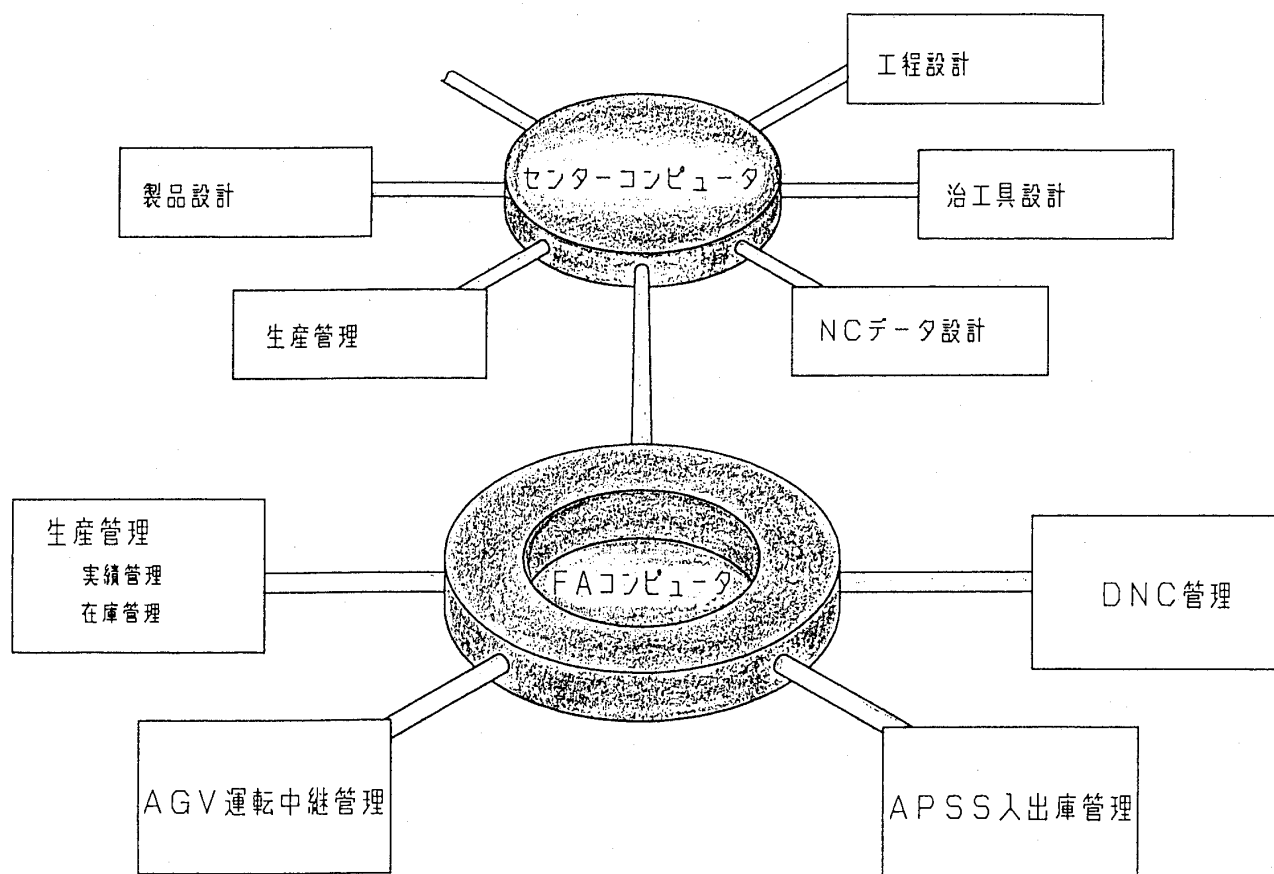 工程設計
センターコンピュータ
製品設計
治工具設計
生産管理
NCデータ設計
生産管理
実績管理
在庫管理
FAコンピュータ
DNC管理
AGV運転中継管理
APSS入出庫管理